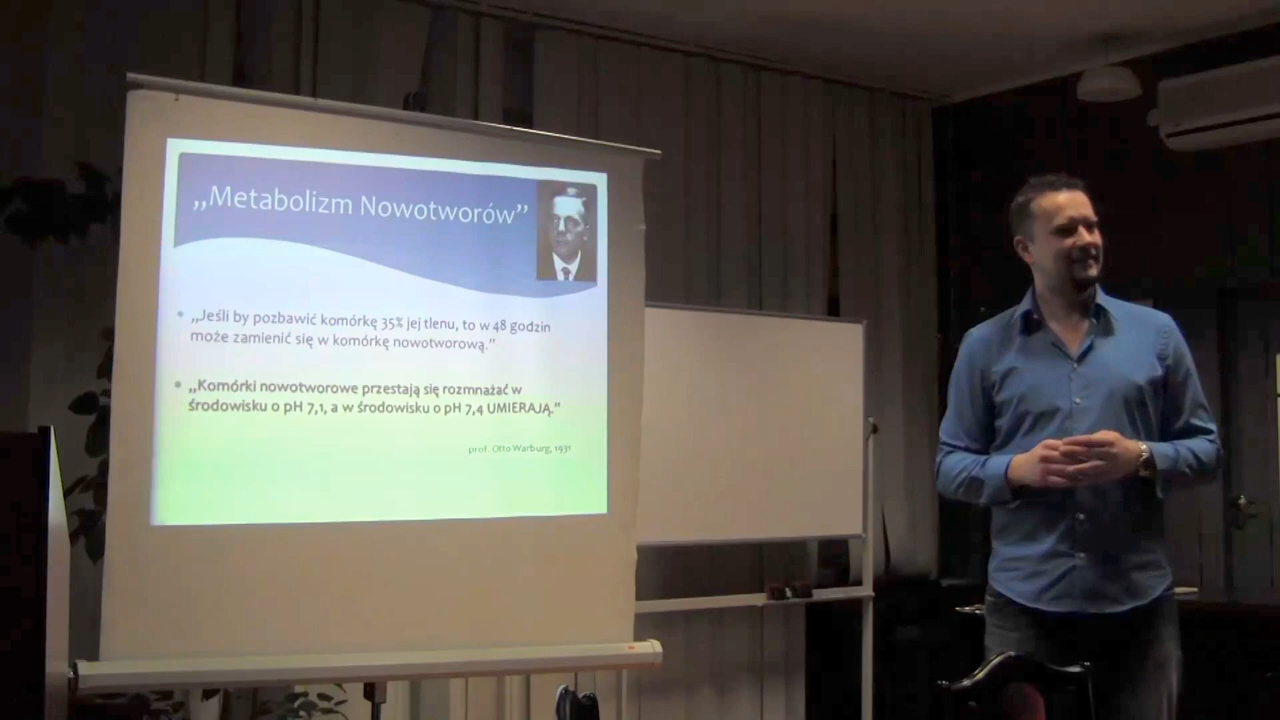 „Metabolizm Nowotworów”
„Jeśli by pozbawić komórkę 35% jej tlenu, to w 48 godzin
może zamienić się w komórkę nowotworową.”
„Komórki nowotworowe przestają się rozmnażać w
środowisku o pH 7,1, a w środowisku o pH 7,4 UMIERAJĄ.”
prof. Otto Warburg, 1931